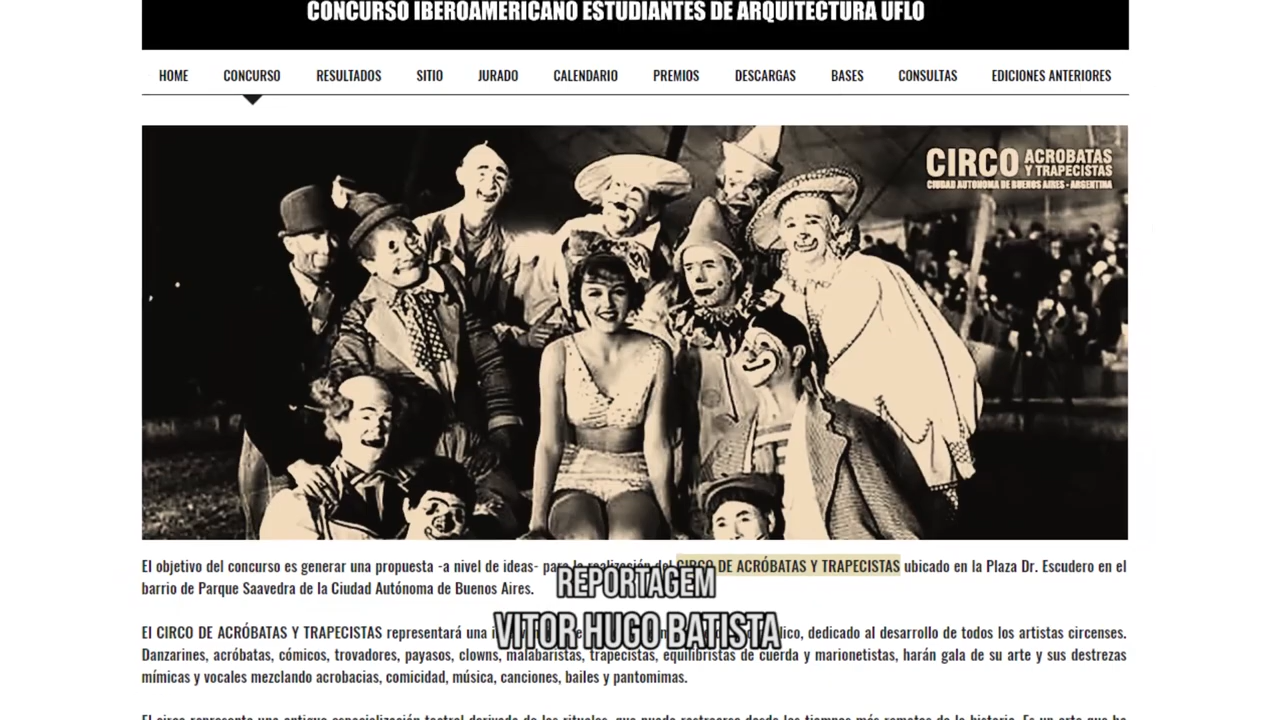 CONCURSO IBEROAMERICANO ESTUDIANTES DE ARQUITECTURA UFLO
HOME CONCURSO RESULTADOS SITIO JURADO CALENDARIO PREMIOS DESCARGAS BASES CONSULTAS EDICIONES ANTERIORES
CIRCO ACROBATAS
Y TRAPECISTAS
CIUDAD AUTONOMA DE BUENOS AIRES - ARGENTINA
El objetivo del concurso es generar una propuesta -a nivel de ideas- para la realización del CIRCO DE ACRÓBATAS Y TRAPECISTAS ubicado en la Plaza Dr. Escudero en el
barrio de Parque Saavedra de la Ciudad Autónoma de Buenos Aires.
REPORTAGEM
VITOR HUGO BATISTA
El CIRCO DE ACRÓBATAS Y TRAPECISTAS representará una dedicado al desarrollo de todos los artistas circenses.
Danzarines, acróbatas, cómicos, trovadores, payasos, clowns, malabaristas, trapecistas, equilibristas de cuerda y marionetistas, harán gala de su arte y sus destrezas
mímicas y vocales mezclando acrobacias, comicidad, música, canciones, bailes y pantomimas.